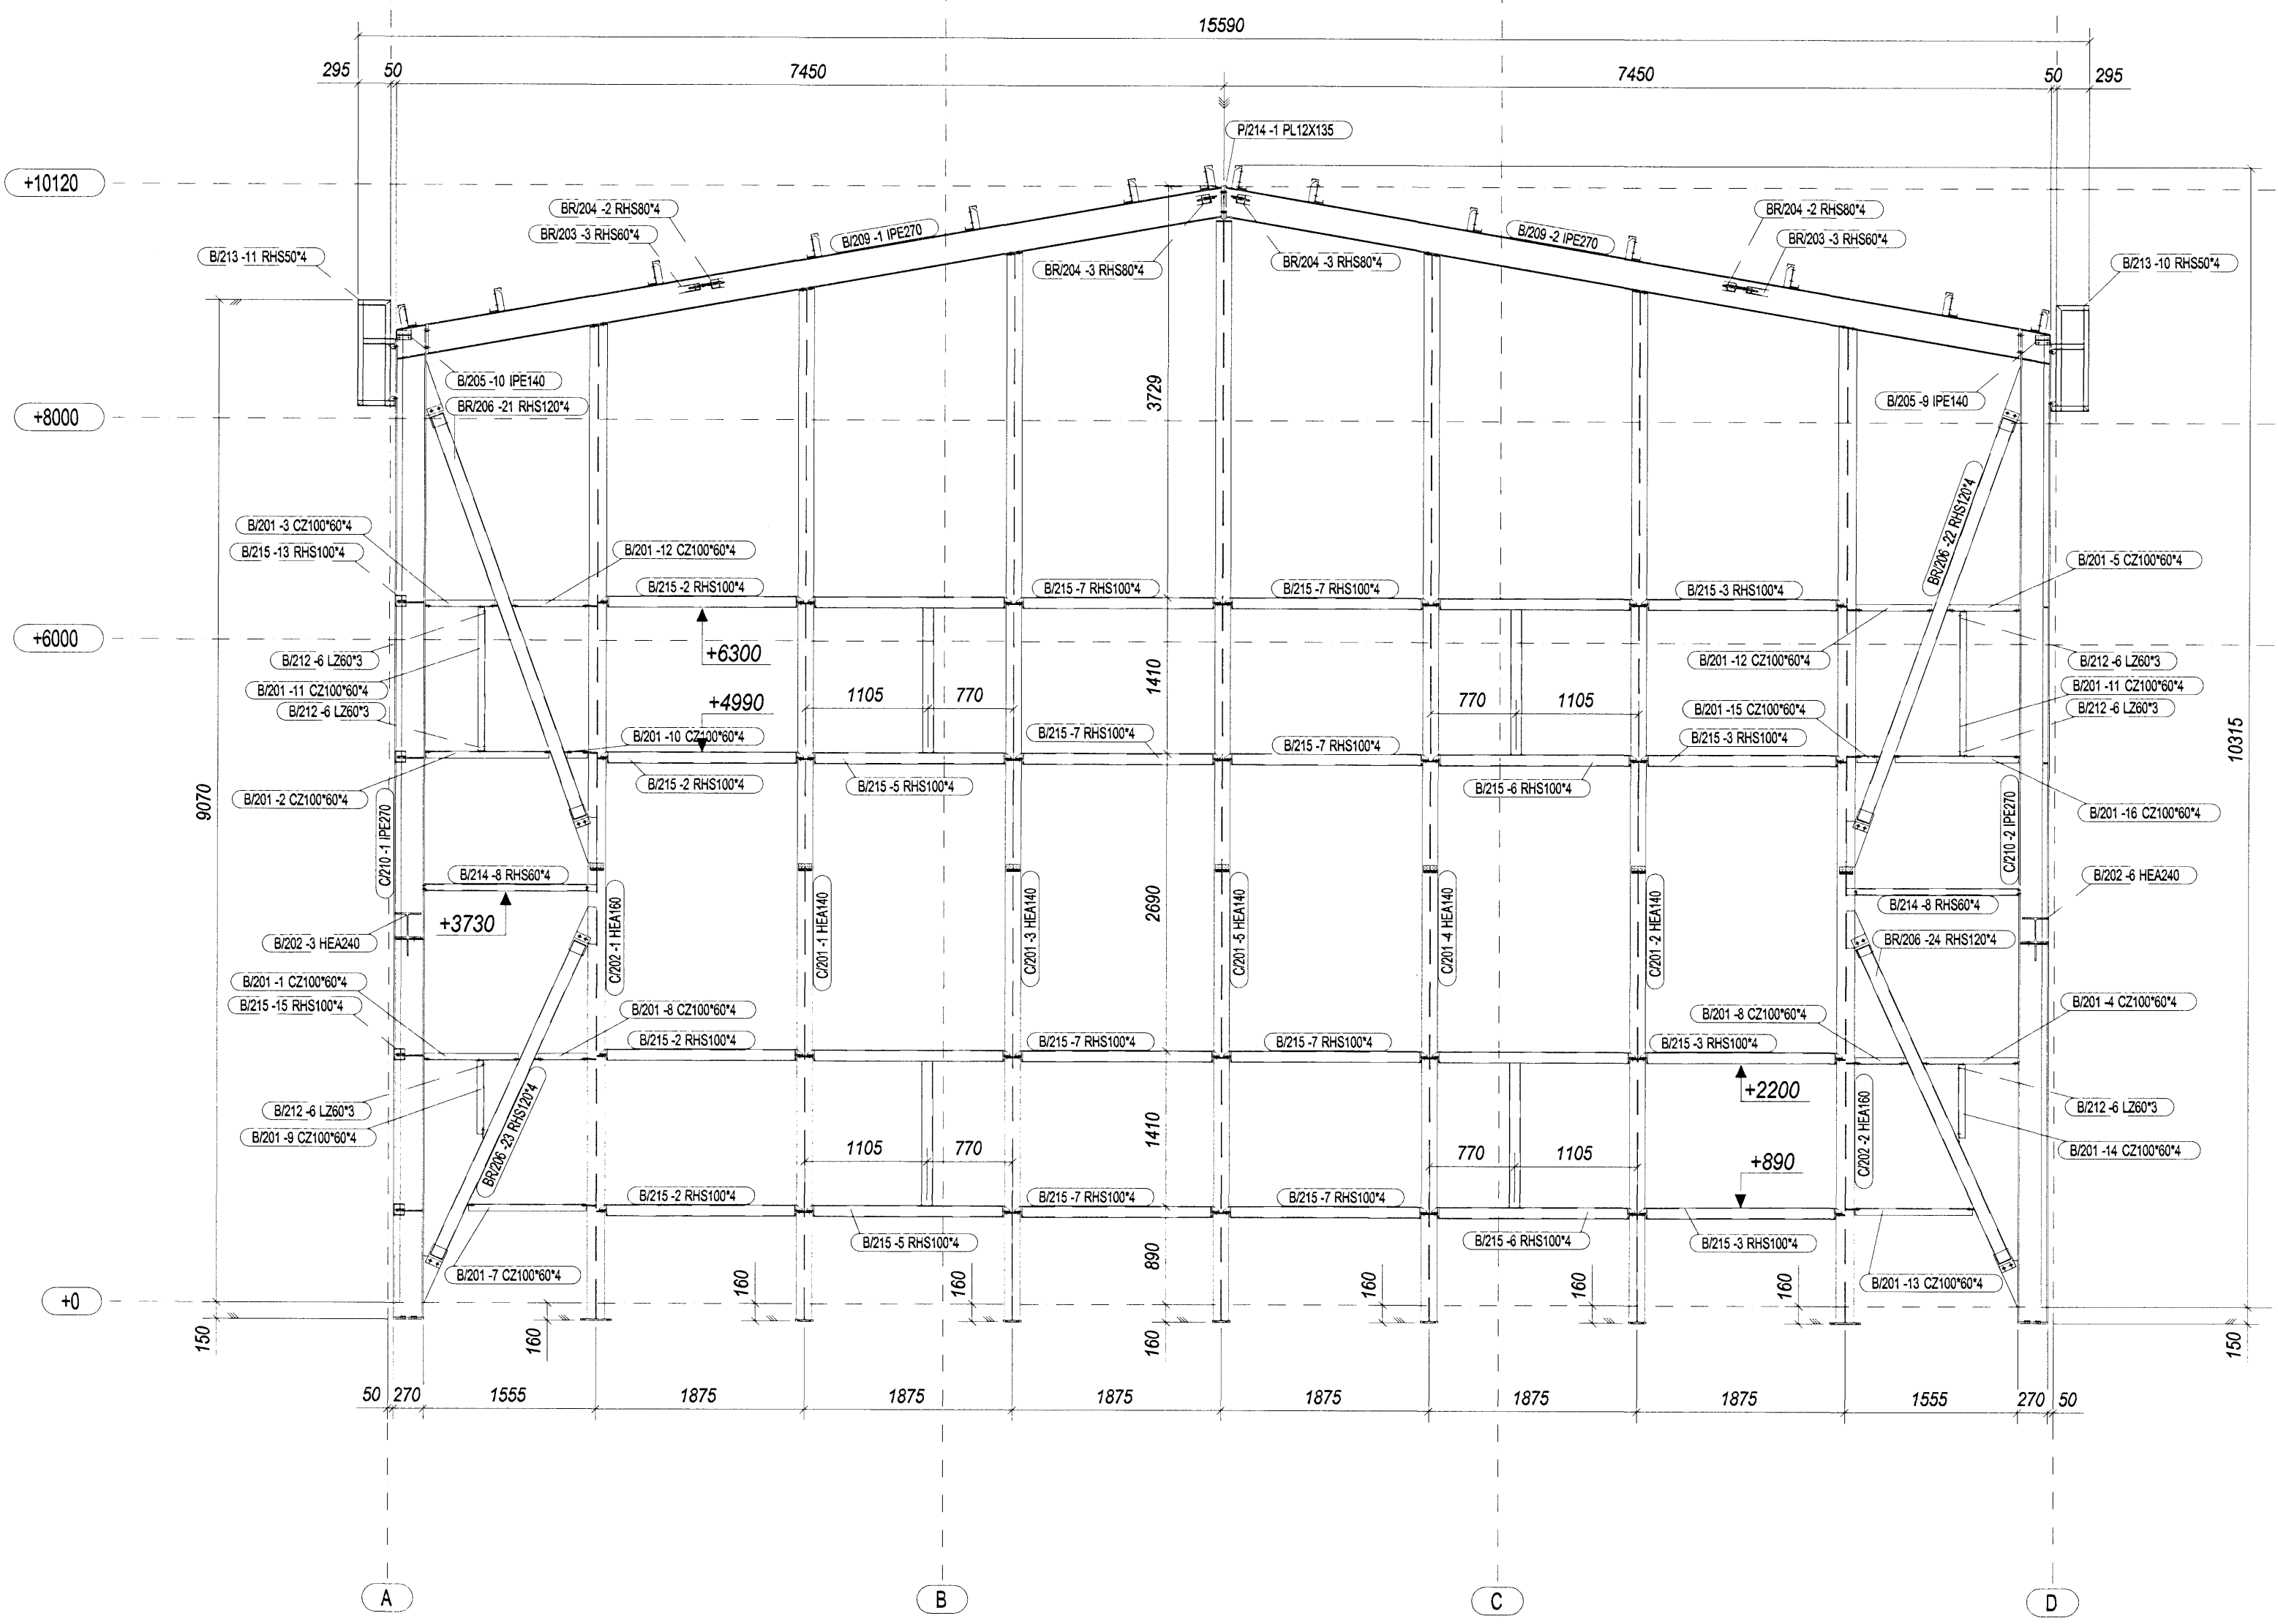 15590
295 50 7450 7450 50 295
P/214 -1 PL12X135
+10120
BR/204 -2 RHS80*4
BR/204 -2 RHS80*4
BR/203 -3 RHS60*4
B/209 -1 IPE270
B/209 -2 IPE270
BR/203 -3 RHS60*4
B/213 -11 RHS50*4
BR/204 -3 RHS80*4
BR/204 -3 RHS80*4
B/213 -10 RHS50*4
B/205 -10 IPE140
BR/206 -21 RHS120*4
3729
B/205 -9 IPE140
+8000
BR/206 -22 RHS120*4
B/201 -3 CZ100*60*4
B/215 -13 RHS100*4
B/201 -12 CZ100*60*4
B/201 -5 CZ100*60*4
B/215 -2 RHS100*4
B/215 -7 RHS100*4
B/215 -7 RHS100*4
B/215 -3 RHS100*4
+6000
+6300
1410
B/212 -6 LZ60*3
B/201 -12 CZ100*60*4
B/212 -6 LZ60*3
B/201 -11 CZ100*60*4
B/201 -11 CZ100*60*4
B/212 -6 LZ60*3
+4990
1105 770
770 1105
B/201 -15 CZ100*60*4
B/212 -6 LZ60*3
B/201 -10 CZ100*60*4
B/215 -7 RHS100*4
B/215 -7 RHS100*4
B/215 -3 RHS100*4
10315
9070
B/201 -2 CZ100*60*4
B/215 -2 RHS100*4
B/215 -5 RHS100*4
B/215 -6 RHS100*4
B/201 -16 CZ100*60*4
C/210 -1 IPE270
C/210 -2 IPE270
B/214 -8 RHS60*4
B/202 -6 HEA240
+3730
2690
B/214 -8 RHS60*4
B/202 -3 HEA240
C/202 -1 HEA160
C/201 -1 HEA140
C/201 -3 HEA140
C/201 -5 HEA140
C/201 -4 HEA140
C/201 -2 HEA140
BR/206 -24 RHS120*4
B/201 -1 CZ100*60*4
B/215 -15 RHS100*4
B/201 -8 CZ100*60*4
B/201 -8 CZ100*60*4
B/201 -4 CZ100*60*4
B/215 -2 RHS100*4
B/215 -7 RHS100*4
B/215 -7 RHS100*4
B/215 -3 RHS100*4
+2200
B/212 -6 LZ60*3
B/201 -9 CZ100*60*4
BR/206 -23 RHS120*4
1410
C/202 -2 HEA160
B/212 -6 LZ60*3
B/201 -14 CZ100*60*4
1105 770
770 1105
+890
B/215 -2 RHS100*4
B/215 -7 RHS100*4
B/215 -7 RHS100*4
B/215 -5 RHS100*4
890
B/215 -6 RHS100*4
B/215 -3 RHS100*4
B/201 -7 CZ100*60*4
B/201 -13 CZ100*60*4
+0
160 160 160 160 160
150 160 160 150
50 270 1555 1875 1875 1875 1875 1875 1875 1555 270 50
A B C D